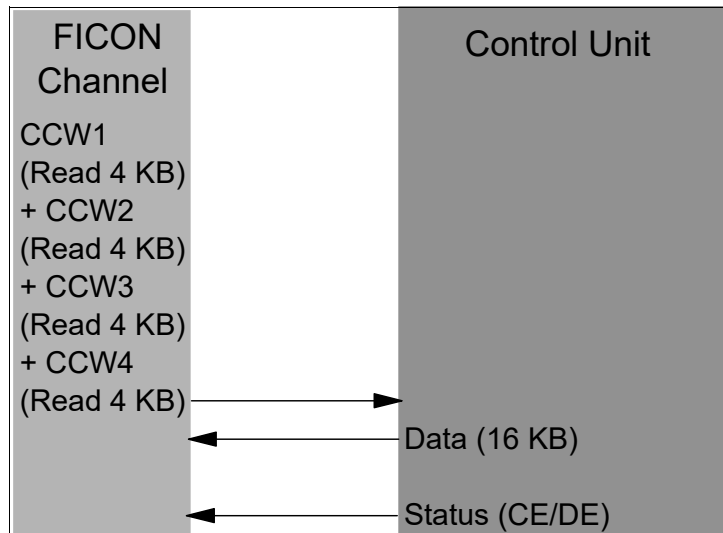 FICON
Channel
Control Unit
CCW1
(Read 4 KB)
+ CCW2
(Read 4 KB)
+ CCW3
(Read 4 KB)
+ CCW4
(Read 4 KB)
Data (16 KB)
Status (CE/DE)